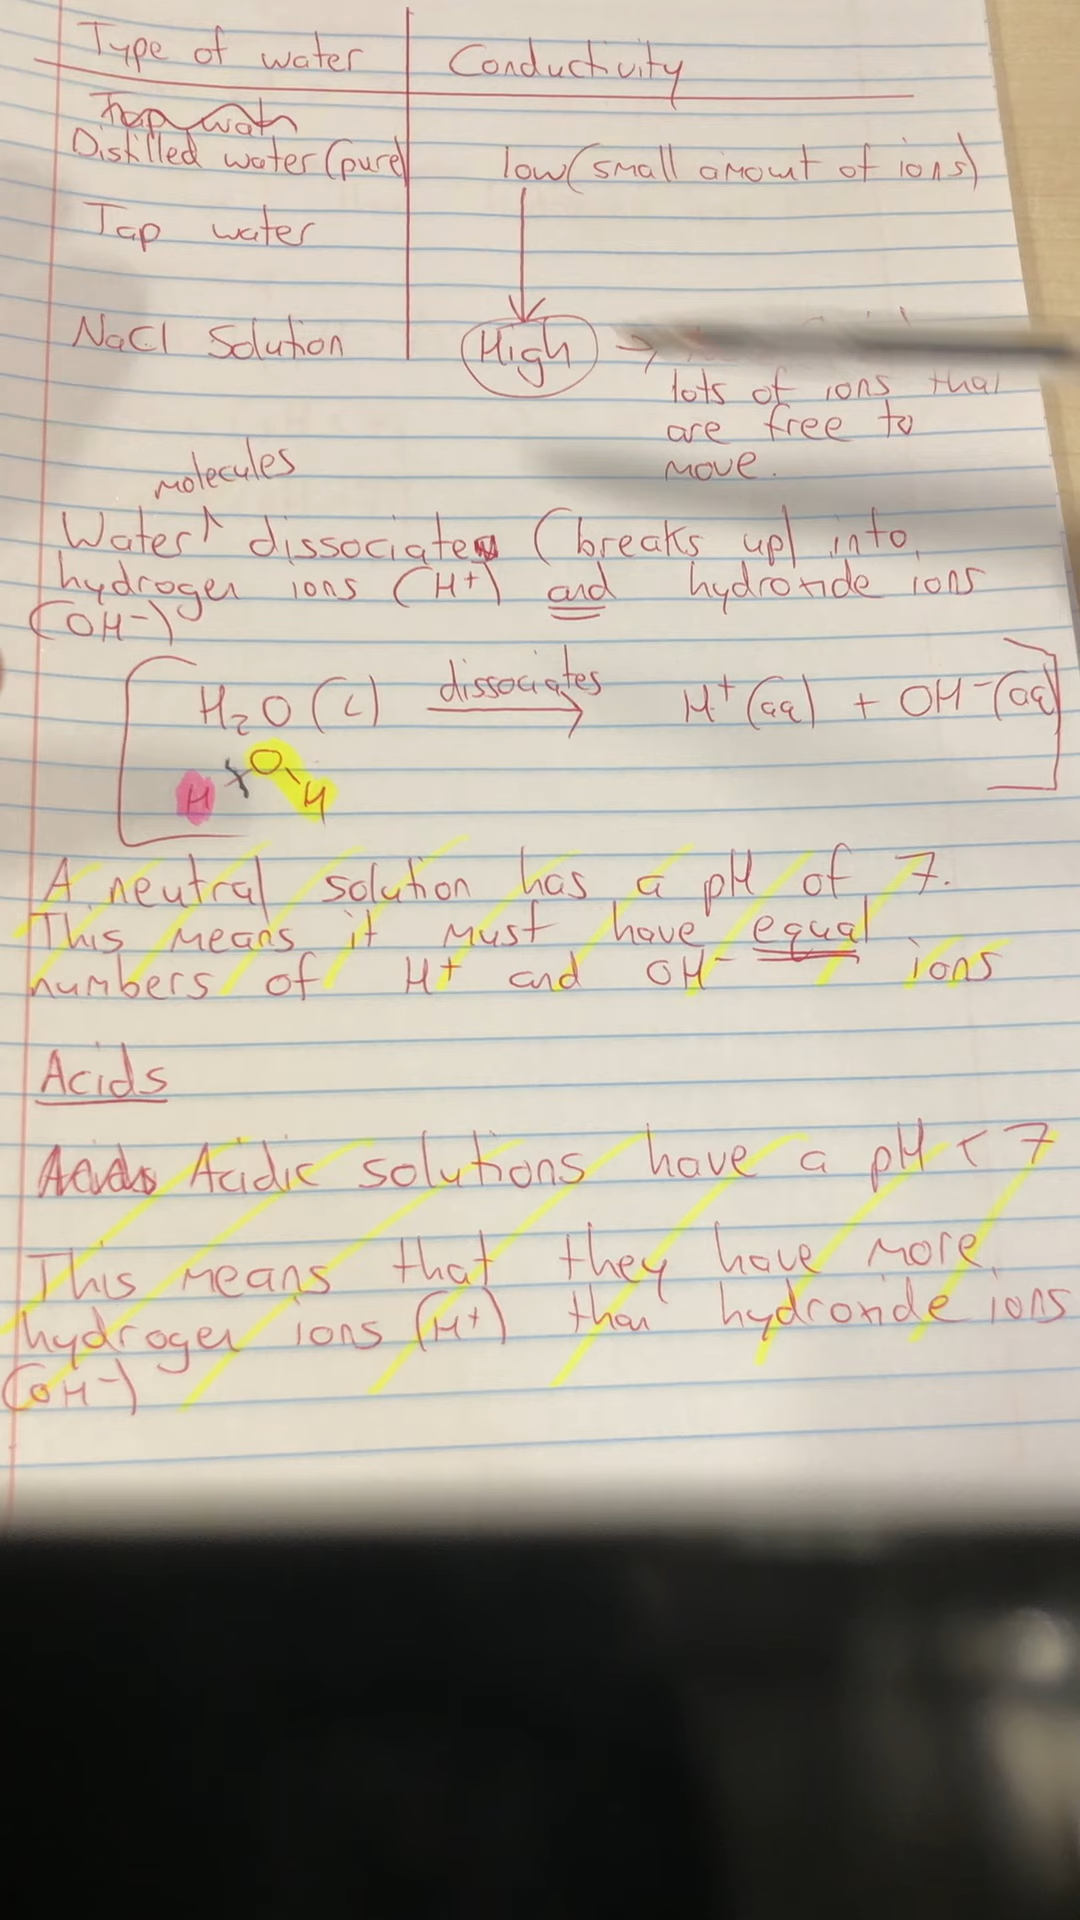 Type of water Conductivity
Tap wat
Distilled water (pure) low (small amount of ions)
Tap water
NaCl Solution High →
lots of ions that
are free to
move.
molecules
Water ^ dissociate (breaks up) into
hydrogen ions (H+) and hydroxide ions
(OH-)
H₂O (l) dissociates → H⁺ (aq) + OH⁻ (aq)
H O H
A neutral solution has a pH of 7.
This means it must have equal
numbers of H+ and OH⁻ ions
Acids
Acids Acidic solutions have a pH < 7
This means that they have more
hydrogen ions (H+) than hydroxide ions
(OH-)